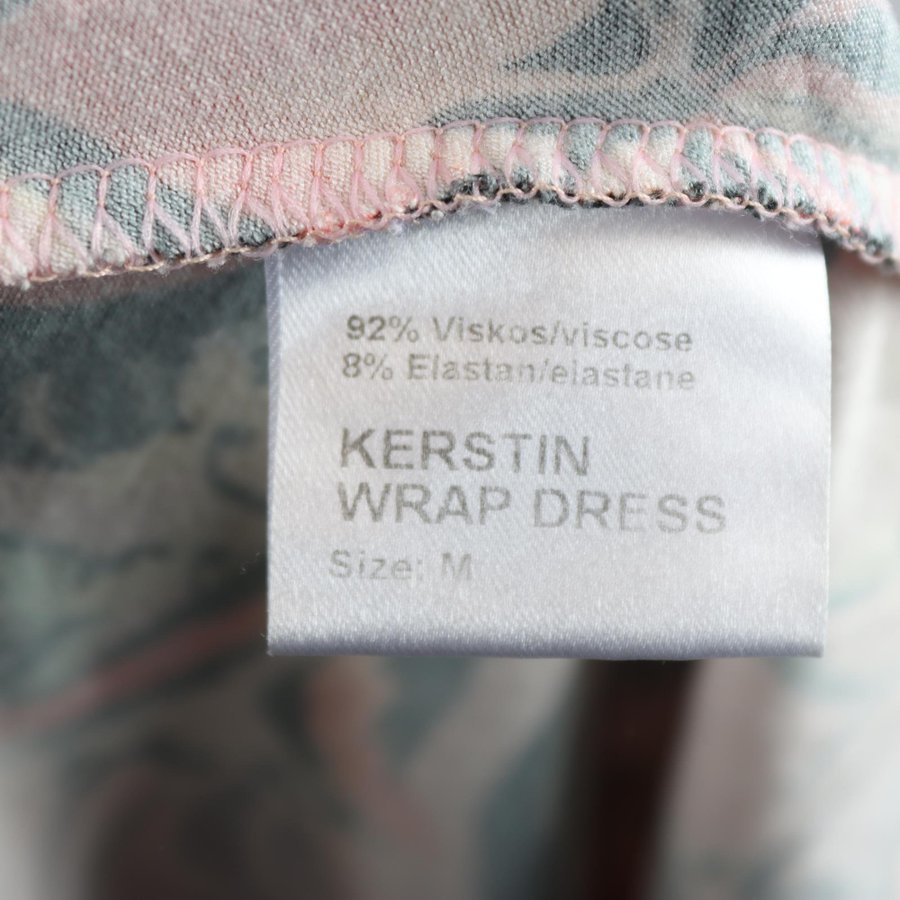 92% Viskos/viscose
8% Elastan/elastane
KERSTIN
WRAP DRESS
Size: M